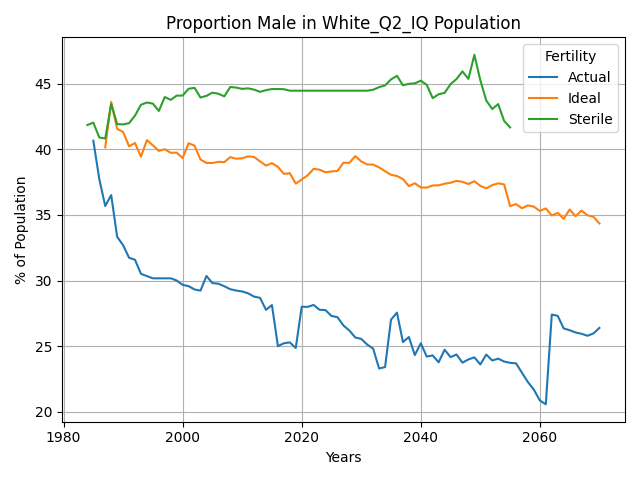 Proportion Male in White_Q2_IQ Population
Fertility
Actual
Ideal
Sterile
% of Population
45
40
35
30
25
20
1980
2000
2020
2040
2060
Years